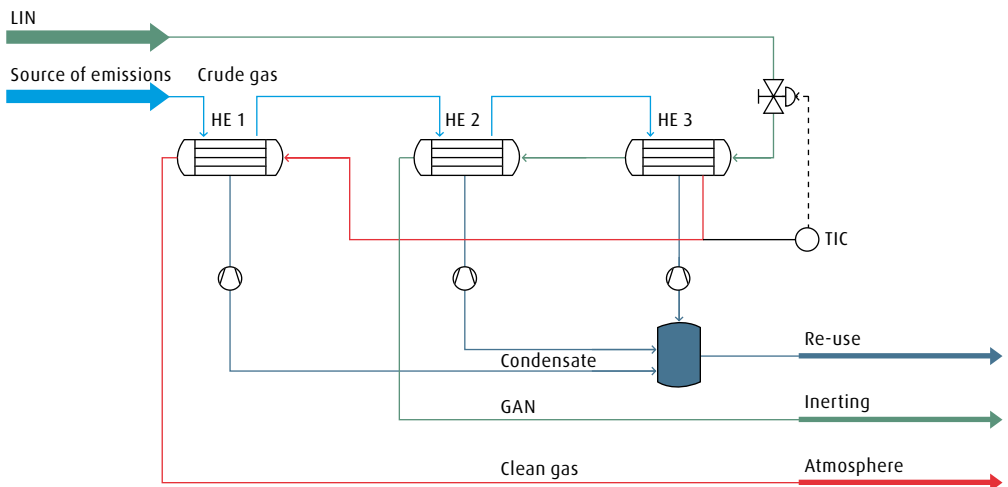 LIN
Source of emissions
Crude gas
HE 1
HE 2
HE 3
TIC
Re-use
Condensate
GAN
Inerting
Clean gas
Atmosphere